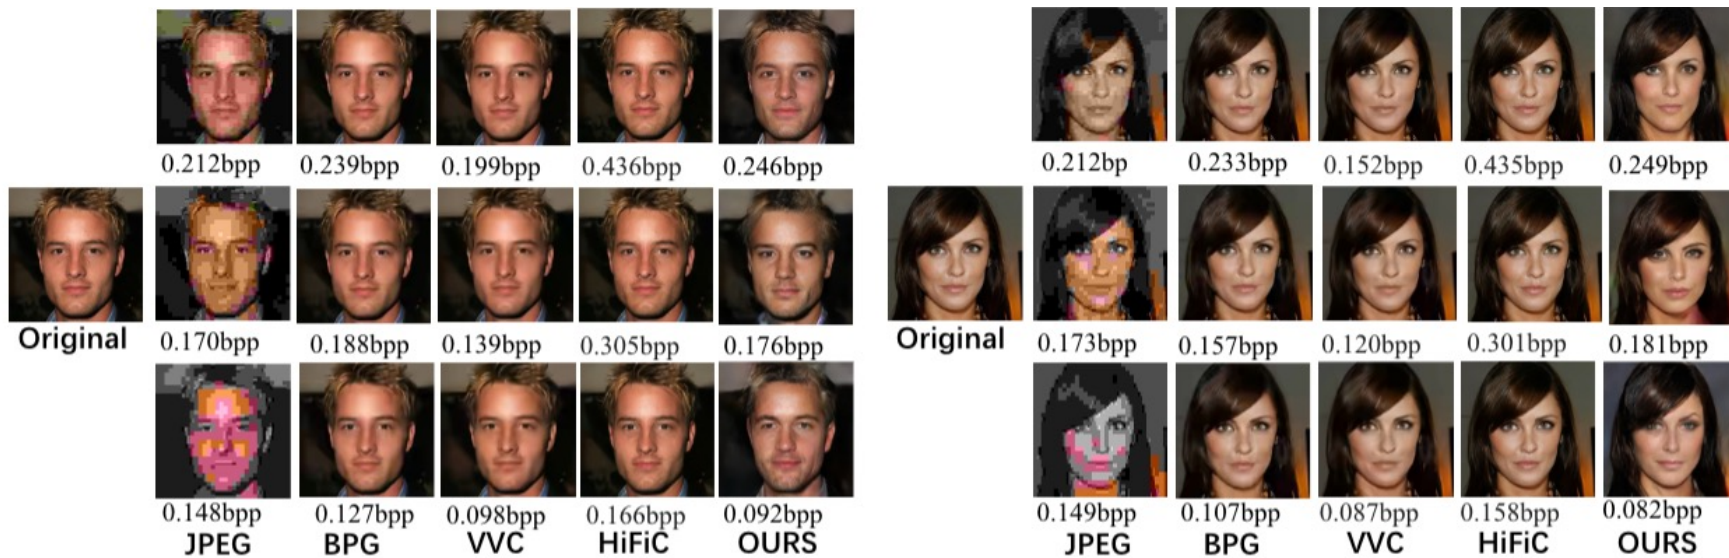 0.212bpp 0.239bpp 0.199bpp 0.436bpp 0.246bpp
Original
0.170bpp 0.188bpp 0.139bpp 0.305bpp 0.176bpp
0.148bpp 0.127bpp 0.098bpp 0.166bpp 0.092bpp
JPEG BPG VVC HiFiC OURS
0.212bp 0.233bpp 0.152bpp 0.435bpp 0.249bpp
Original
0.173bpp 0.157bpp 0.120bpp 0.301bpp 0.181bpp
0.149bpp 0.107bpp 0.087bpp 0.158bpp 0.082bpp
JPEG BPG VVC HiFiC OURS